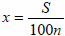 x = S / 100n